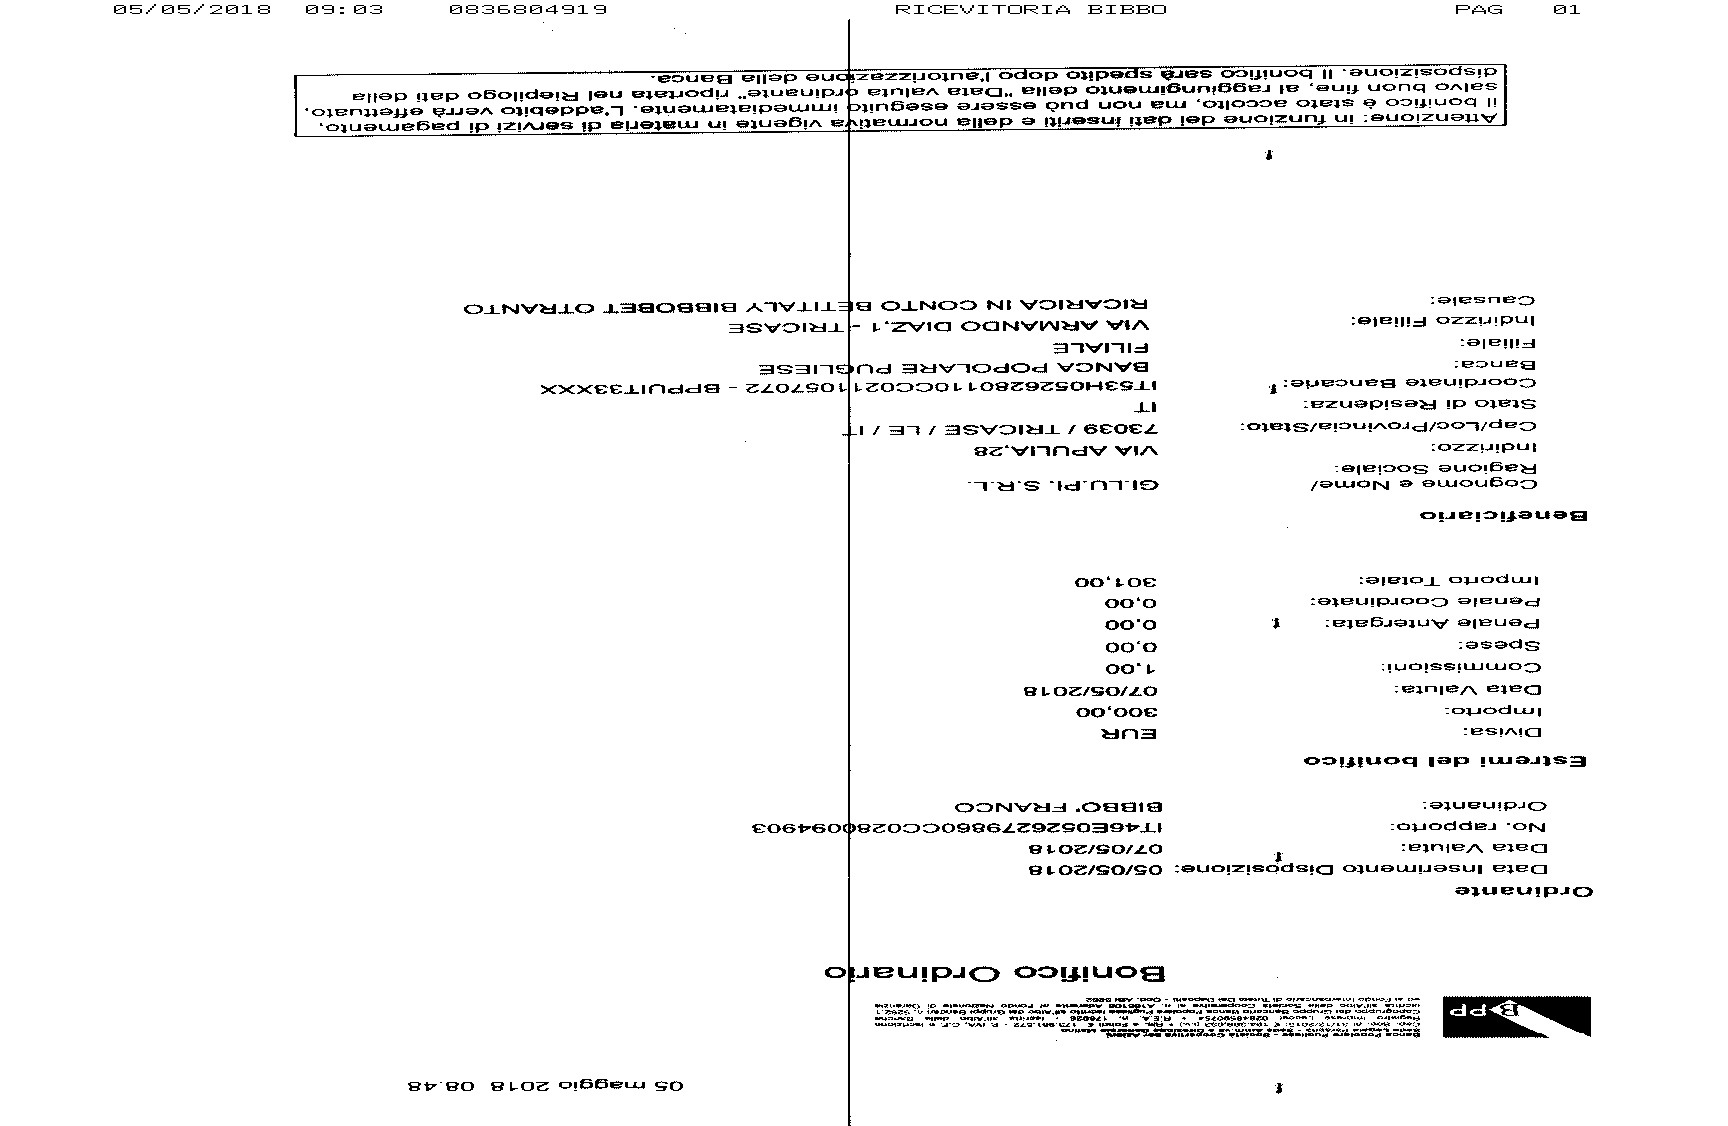 05/05/2018 09:03 0836804919 RICEVITORIA BIBBO PAG 01
05 maggio 2018 08.48
BPP
Banca Popolare Pugliese - Società Cooperativa per Azioni
Bonifico Ordinario
Ordinante
Data Inserimento Disposizione: 05/05/2018
Data Valuta: 07/05/2018
No. rapporto: IT46E0526279860CC0280094903
Ordinante: BIBBO' FRANCO
Estremi del bonifico
Divisa: EUR
Importo: 300,00
Data Valuta: 07/05/2018
Commissioni: 1,00
Spese: 0,00
Penale Antergata: 0,00
Penale Coordinate: 0,00
Importo Totale: 301,00
Beneficiario
Cognome e Nome/ GI.LU.PI. S.R.L.
Ragione Sociale:
Indirizzo: VIA APULIA,28
Cap/Loc/Provincia/Stato: 73039 / TRICASE / LE / IT
Stato di Residenza: IT
Coordinate Bancarie: IT53H0526280110CC0211057072 - BPPUIT33XXX
Banca: BANCA POPOLARE PUGLIESE
Filiale: FILIALE
Indirizzo Filiale: VIA ARMANDO DIAZ,1 - TRICASE
Causale: RICARICA IN CONTO BETITALY BIBBOBET OTRANTO
Attenzione: in funzione dei dati inseriti e della normativa vigente in materia di servizi di pagamento,
il bonifico è stato accolto, ma non può essere eseguito immediatamente. L'addebito verrà effettuato,
salvo buon fine, al raggiungimento della "Data valuta ordinante" riportata nel Riepilogo dati della
disposizione. Il bonifico sarà spedito dopo l'autorizzazione della Banca.